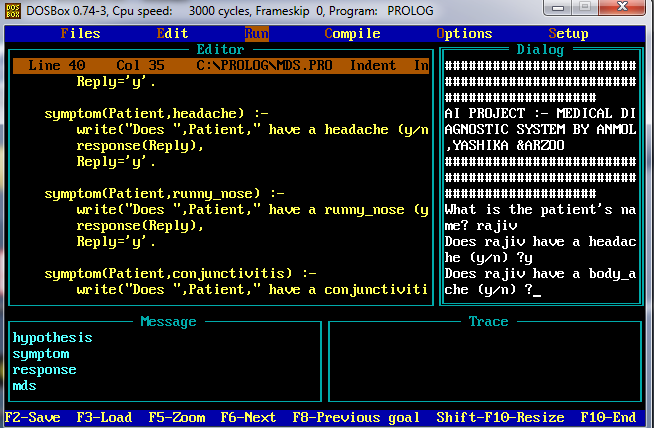 DOS BOX DOSBox 0.74-3, Cpu speed: 3000 cycles, Frameskip 0, Program: PROLOG
Files Edit Run Compile Options Setup
Editor
Line 40 Col 35 C:\PROLOG\MDS.PRO Indent In
Reply='y'.
symptom(Patient,headache) :-
write("Does ",Patient," have a headache (y/n
response(Reply),
Reply='y'.
symptom(Patient,runny_nose) :-
write("Does ",Patient," have a runny_nose (y
response(Reply),
Reply='y'.
symptom(Patient,conjunctivitis) :-
write("Does ",Patient," have a conjunctiviti
Dialog
##########################
##########################
####################
AI PROJECT :- MEDICAL DI
AGNOSTIC SYSTEM BY ANMOL
,YASHIKA &ARZOO
##########################
##########################
####################
What is the patient's na
me? rajiv
Does rajiv have a headac
he (y/n) ?y
Does rajiv have a body_a
che (y/n) ?_
Message
hypothesis
symptom
response
mds
Trace
F2-Save F3-Load F5-Zoom F6-Next F8-Previous goal Shift-F10-Resize F10-End